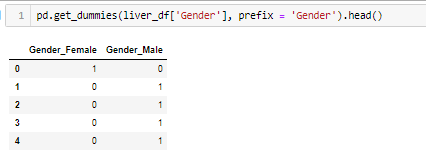 1 pd.get_dummies(liver_df['Gender'], prefix = 'Gender').head()
Gender_Female Gender_Male
0 1 0
1 0 1
2 0 1
3 0 1
4 0 1